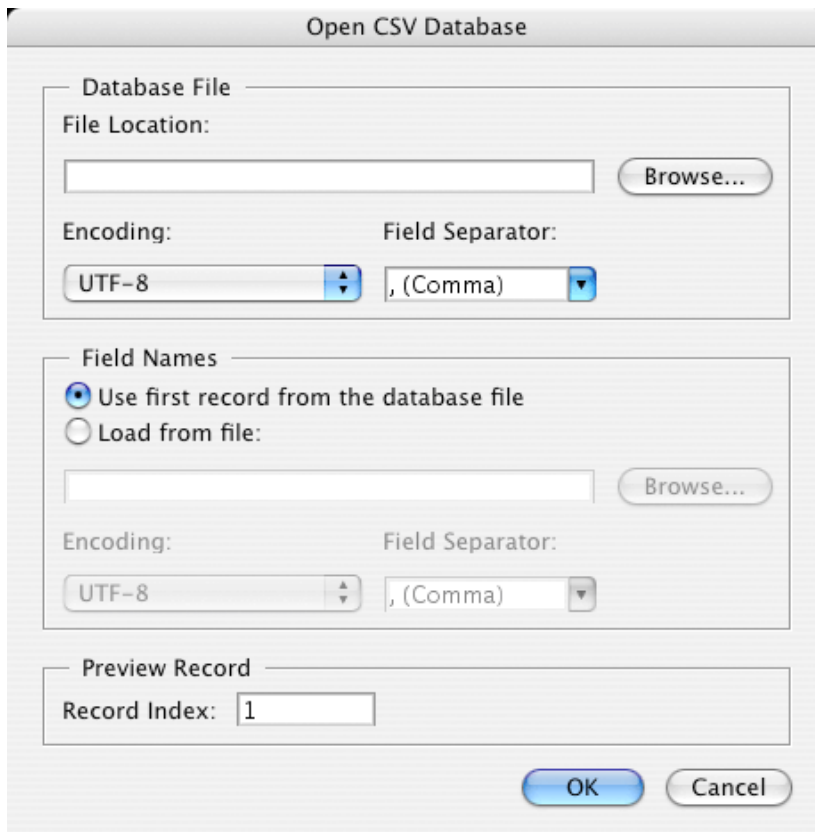 Open CSV Database
Database File
File Location:
Browse...
Encoding: Field Separator:
UTF-8 , (Comma)
Field Names
Use first record from the database file
Load from file:
Browse...
Encoding: Field Separator:
UTF-8 , (Comma)
Preview Record
Record Index: 1
OK Cancel